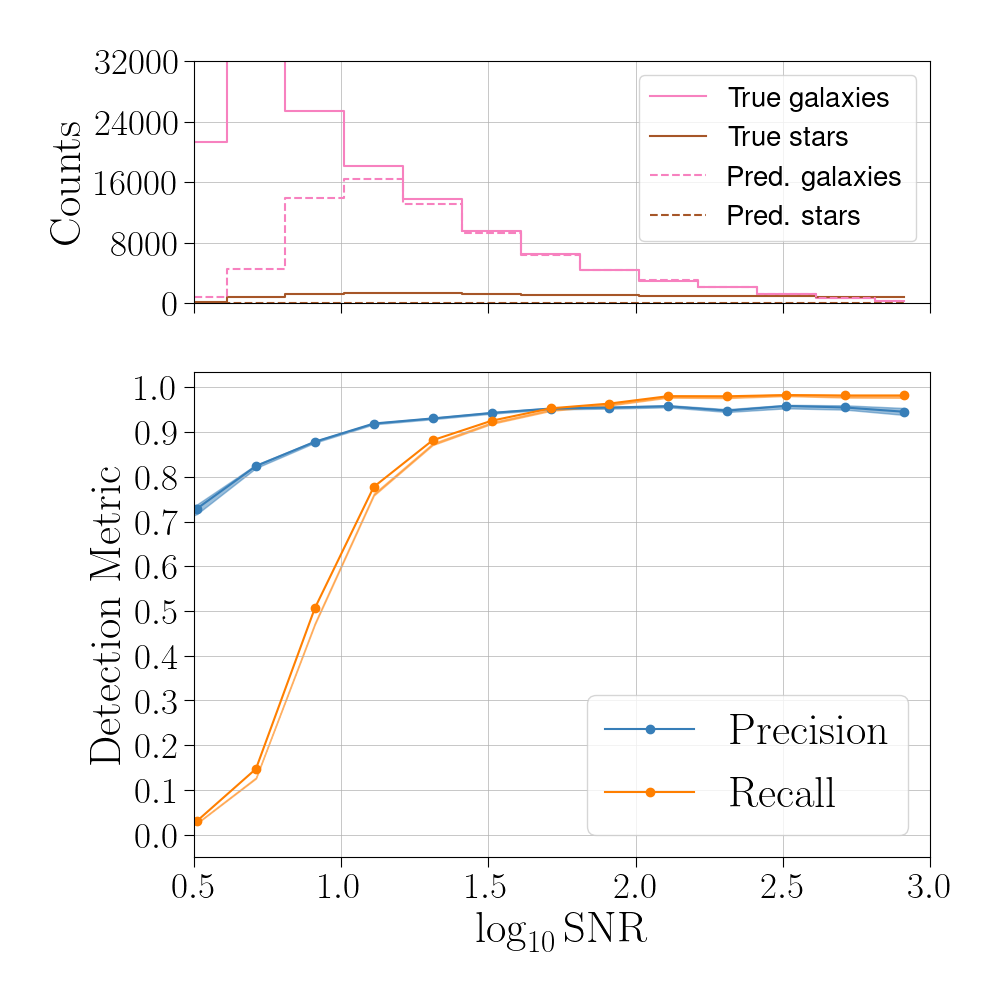 32000
24000
16000
8000
0
Counts
True galaxies
True stars
Pred. galaxies
Pred. stars
1.0
0.9
0.8
0.7
0.6
0.5
0.4
0.3
0.2
0.1
0.0
Detection Metric
Precision
Recall
0.5 1.0 1.5 2.0 2.5 3.0
log₁₀ SNR